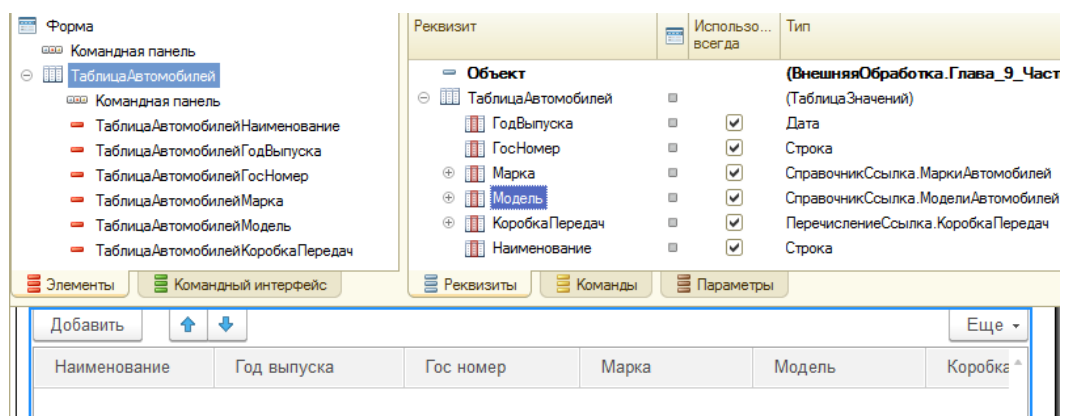 Форма
Командная панель
ТаблицаАвтомобилей
Командная панель
ТаблицаАвтомобилейНаименование
ТаблицаАвтомобилейГодВыпуска
ТаблицаАвтомобилейГосНомер
ТаблицаАвтомобилейМарка
ТаблицаАвтомобилейМодель
ТаблицаАвтомобилейКоробкаПередач
Элементы Командный интерфейс
Реквизит Использо... всегда Тип
Объект (ВнешняяОбработка.Глава_9_Част
ТаблицаАвтомобилей (ТаблицаЗначений)
ГодВыпуска Дата
ГосНомер Строка
Марка СправочникСсылка.МаркиАвтомобилей
Модель СправочникСсылка.МоделиАвтомобилей
КоробкаПередач ПеречислениеСсылка.КоробкаПередач
Наименование Строка
Реквизиты Команды Параметры
Добавить Еще
Наименование Год выпуска Гос номер Марка Модель Коробка